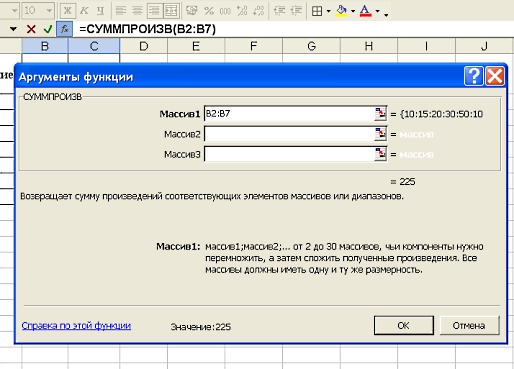 10 Ж К Ч % 000
=СУММПРОИЗВ(B2:B7)
B C D E F G H I J
ие
Аргументы функции
СУММПРОИЗВ
Массив1 B2:B7 = {10:15:20:30:50:10
Массив2 = массив
Массив3 = массив
= 225
Возвращает сумму произведений соответствующих элементов массивов или диапазонов.
Массив1: массив1;массив2;... от 2 до 30 массивов, чьи компоненты нужно
перемножить, а затем сложить полученные произведения. Все
массивы должны иметь одну и ту же размерность.
Справка по этой функции Значение:225 ОК Отмена